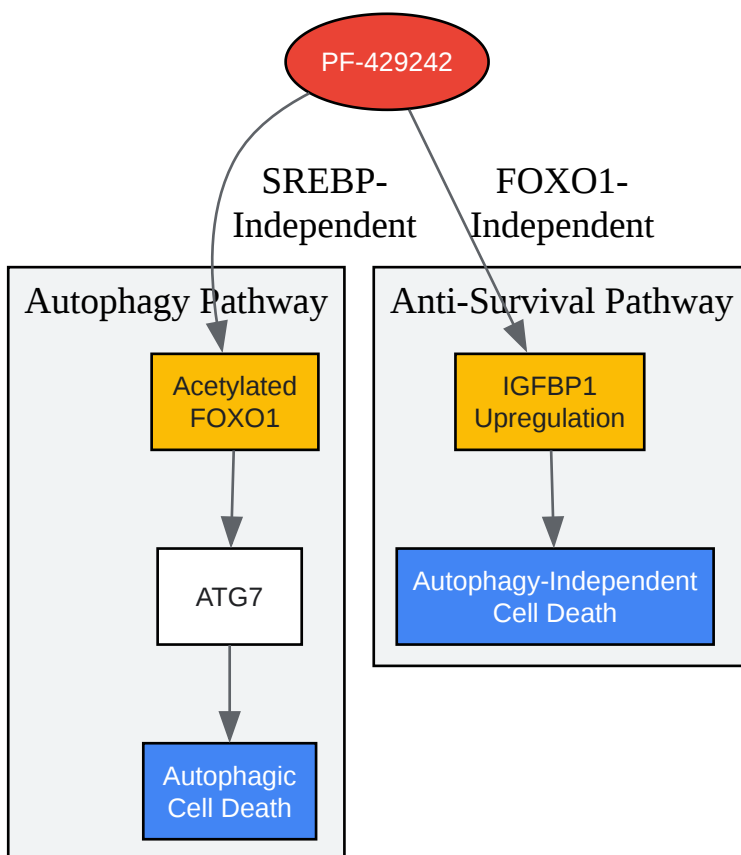 PF-429242
SREBP-
Independent
FOXO1-
Independent
Autophagy Pathway
Anti-Survival Pathway
Acetylated
FOXO1
IGFBP1
Upregulation
ATG7
Autophagy-Independent
Cell Death
Autophagic
Cell Death